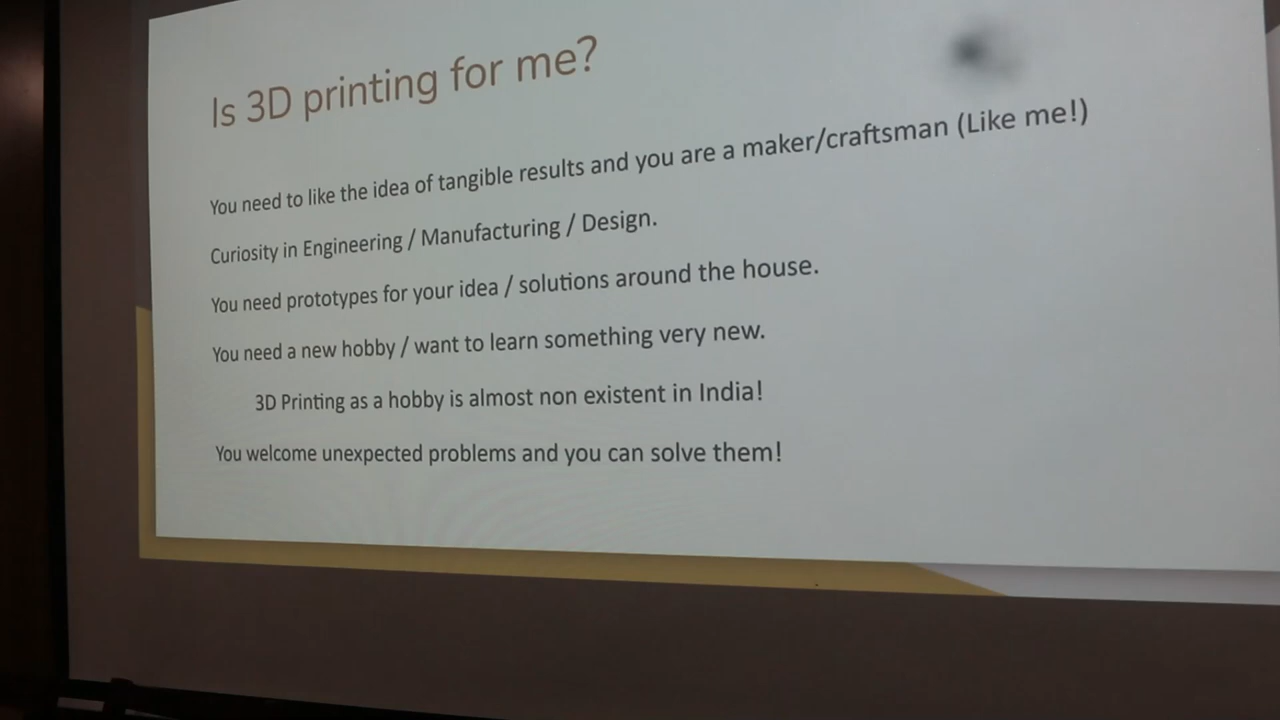 Is 3D printing for me?
You need to like the idea of tangible results and you are a maker/craftsman (Like me!)
Curiosity in Engineering / Manufacturing / Design.
You need prototypes for your idea / solutions around the house.
You need a new hobby / want to learn something very new.
3D Printing as a hobby is almost non existent in India!
You welcome unexpected problems and you can solve them!